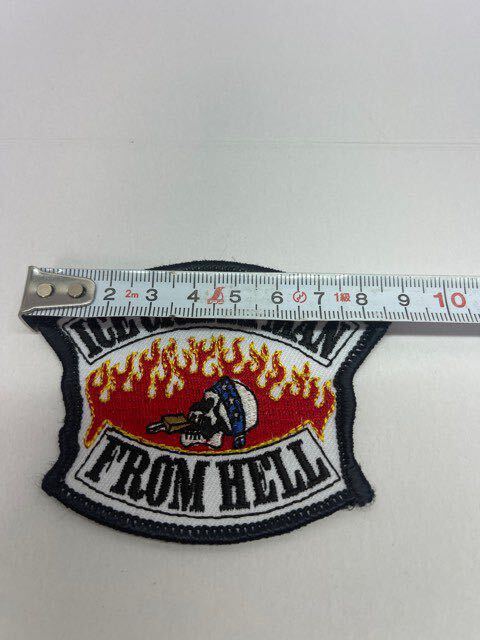 2 2m 3 4 5 6 7 1級 8 9 10
ICE MAN
FROM HELL